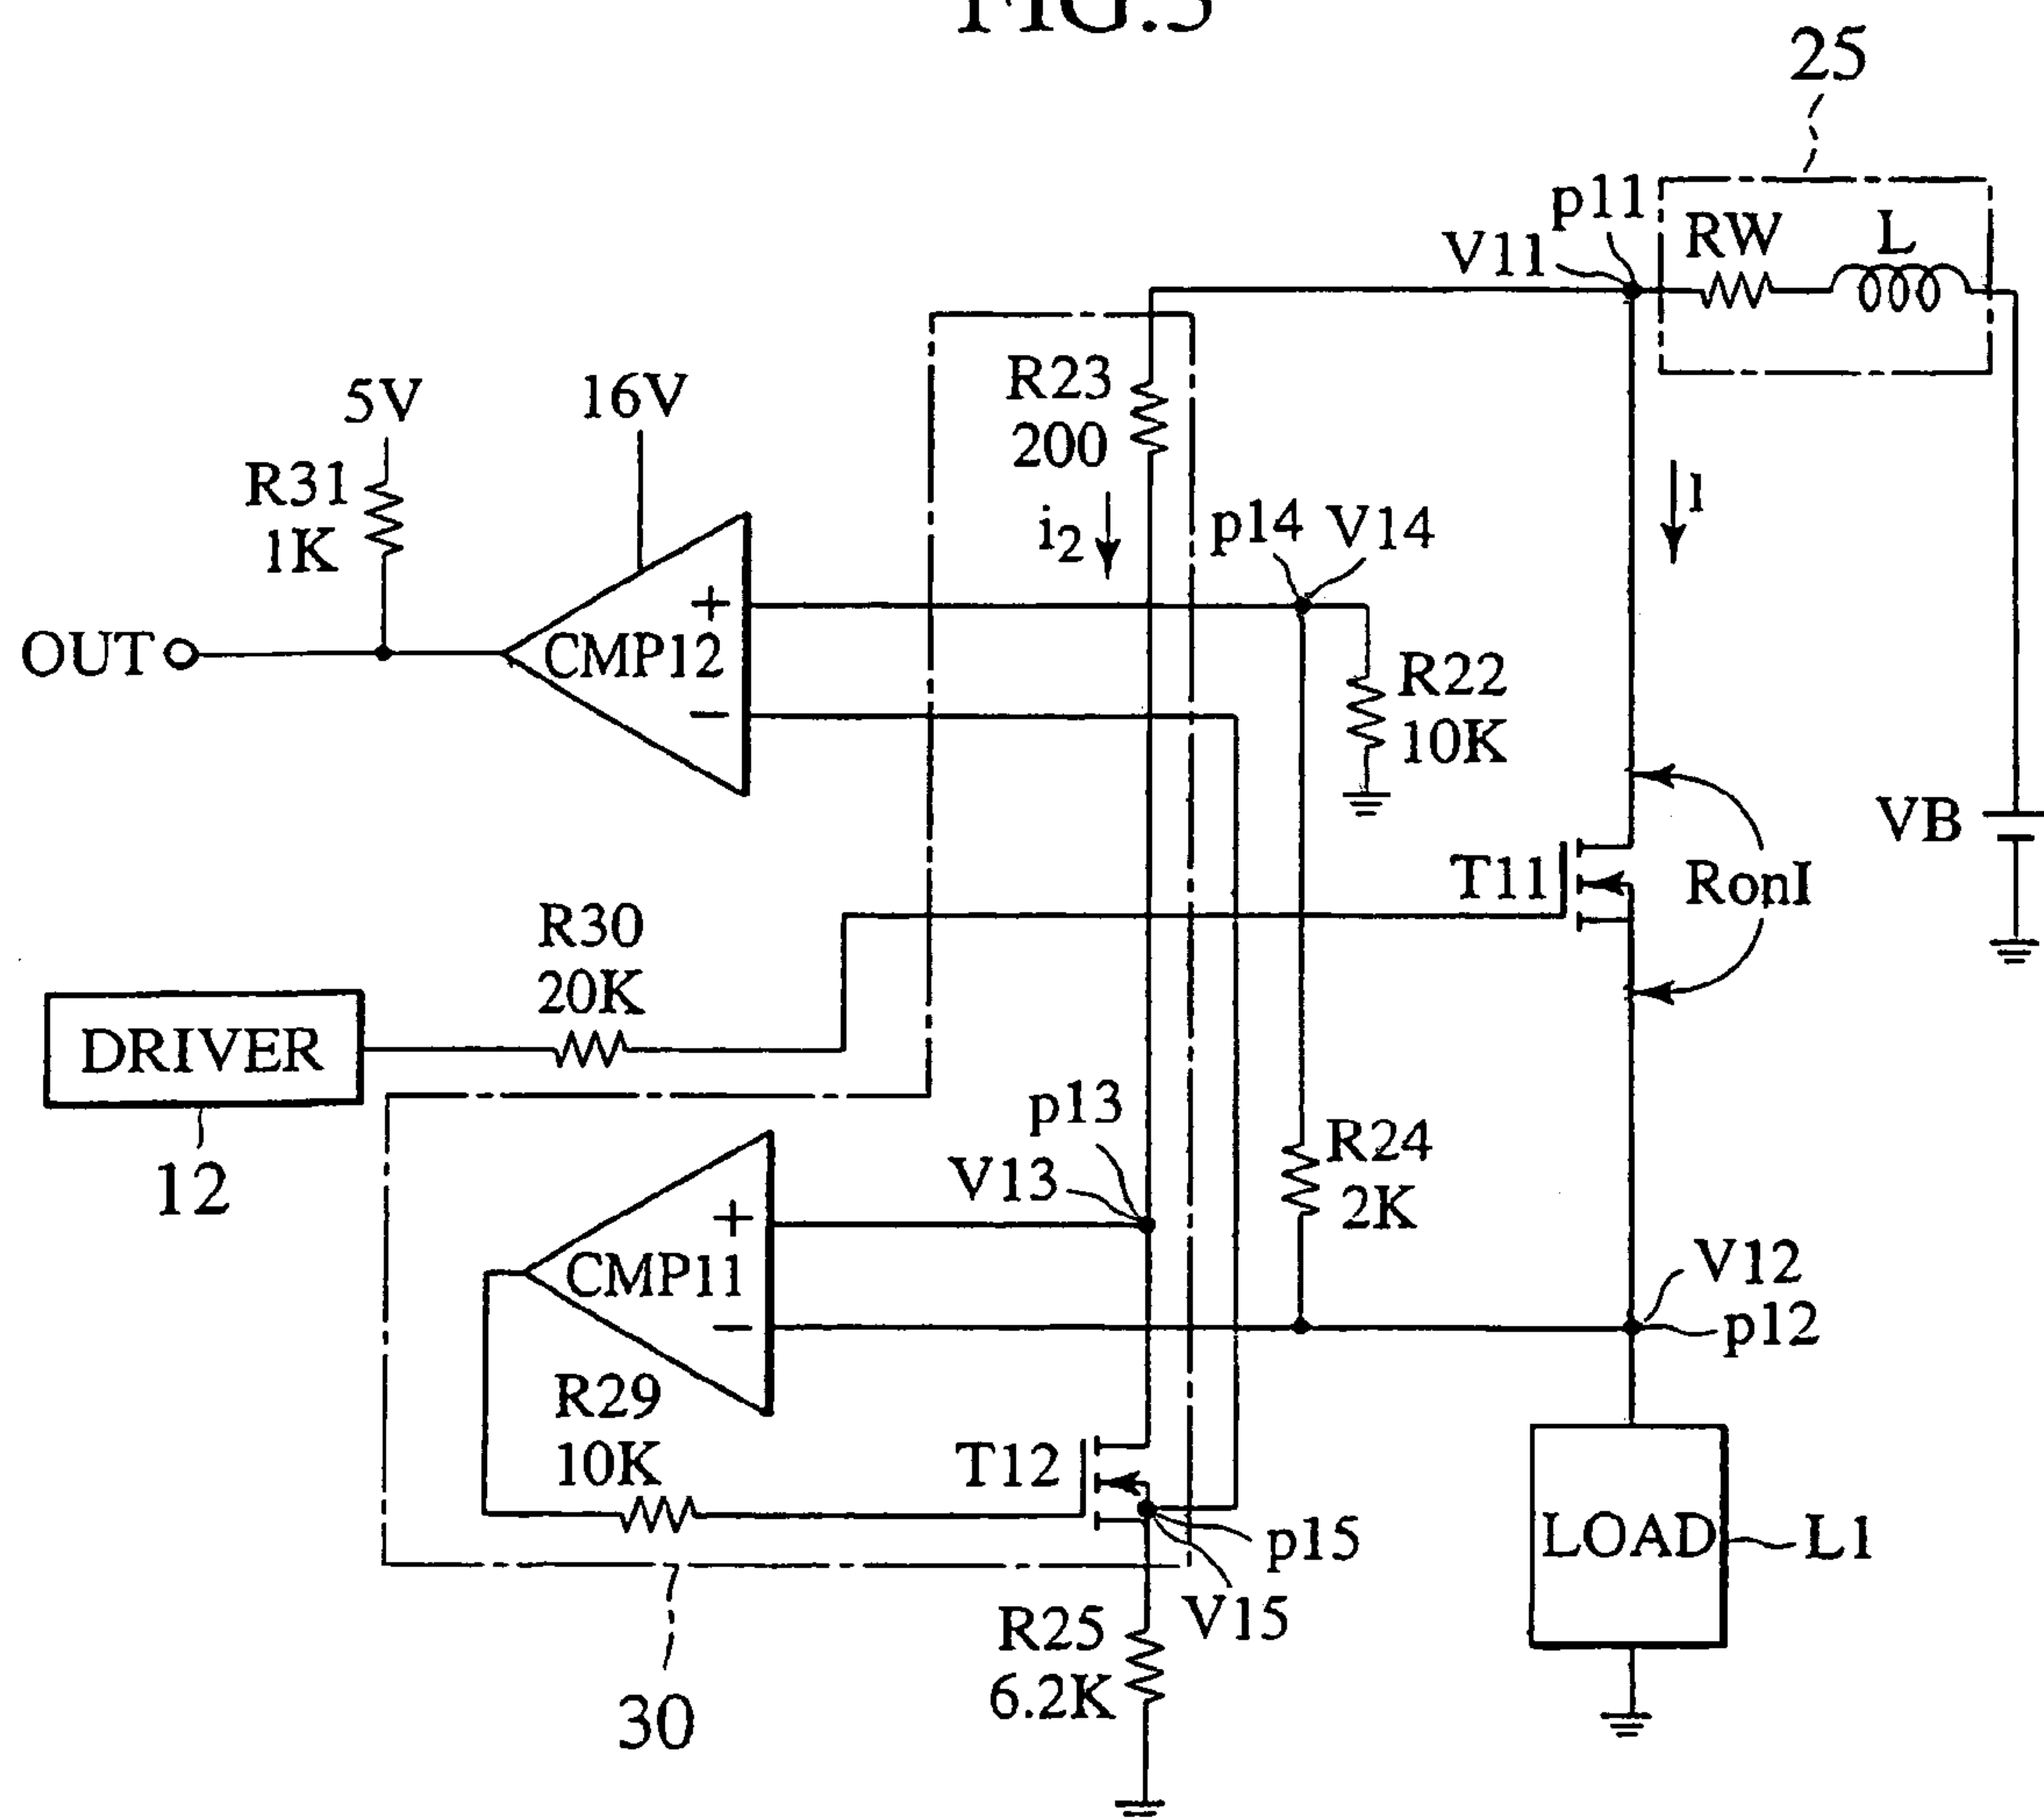 FIG.5
25
p11
V11
RW
L
R23
200
5V
16V
R31
1K
i2
p14
V14
I
OUT
+
CMP12
−
R22
10K
VB
T11
RonI
R30
20K
DRIVER
12
p13
V13
R24
2K
+
CMP11
−
V12
p12
R29
10K
T12
LOAD
L1
p15
V15
R25
6.2K
30